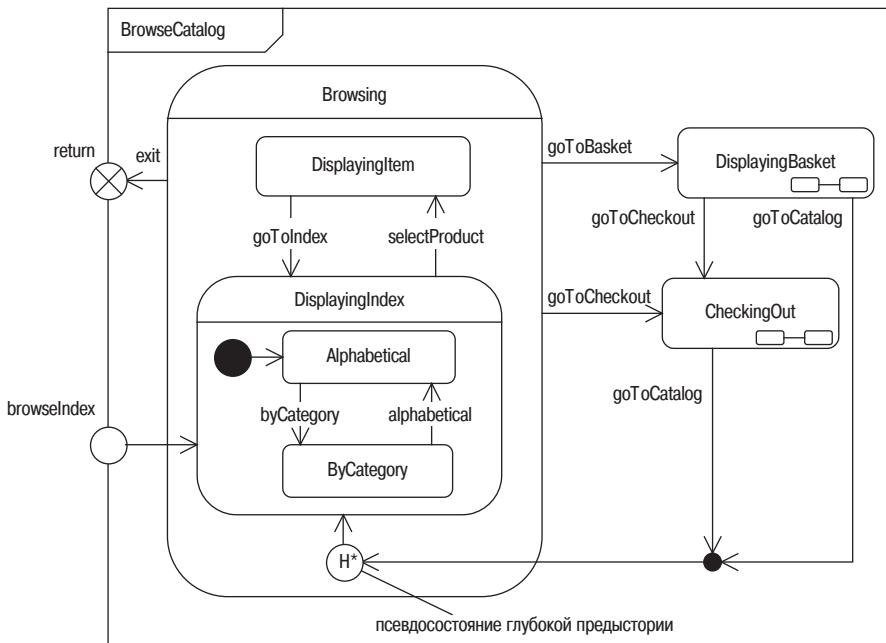 BrowseCatalog
Browsing
return
exit
DisplayingItem
goToBasket
DisplayingBasket
goToIndex
selectProduct
goToCheckout
goToCatalog
DisplayingIndex
goToCheckout
CheckingOut
Alphabetical
browseIndex
byCategory
alphabetical
goToCatalog
ByCategory
H*
псевдосостояние глубокой предыстории